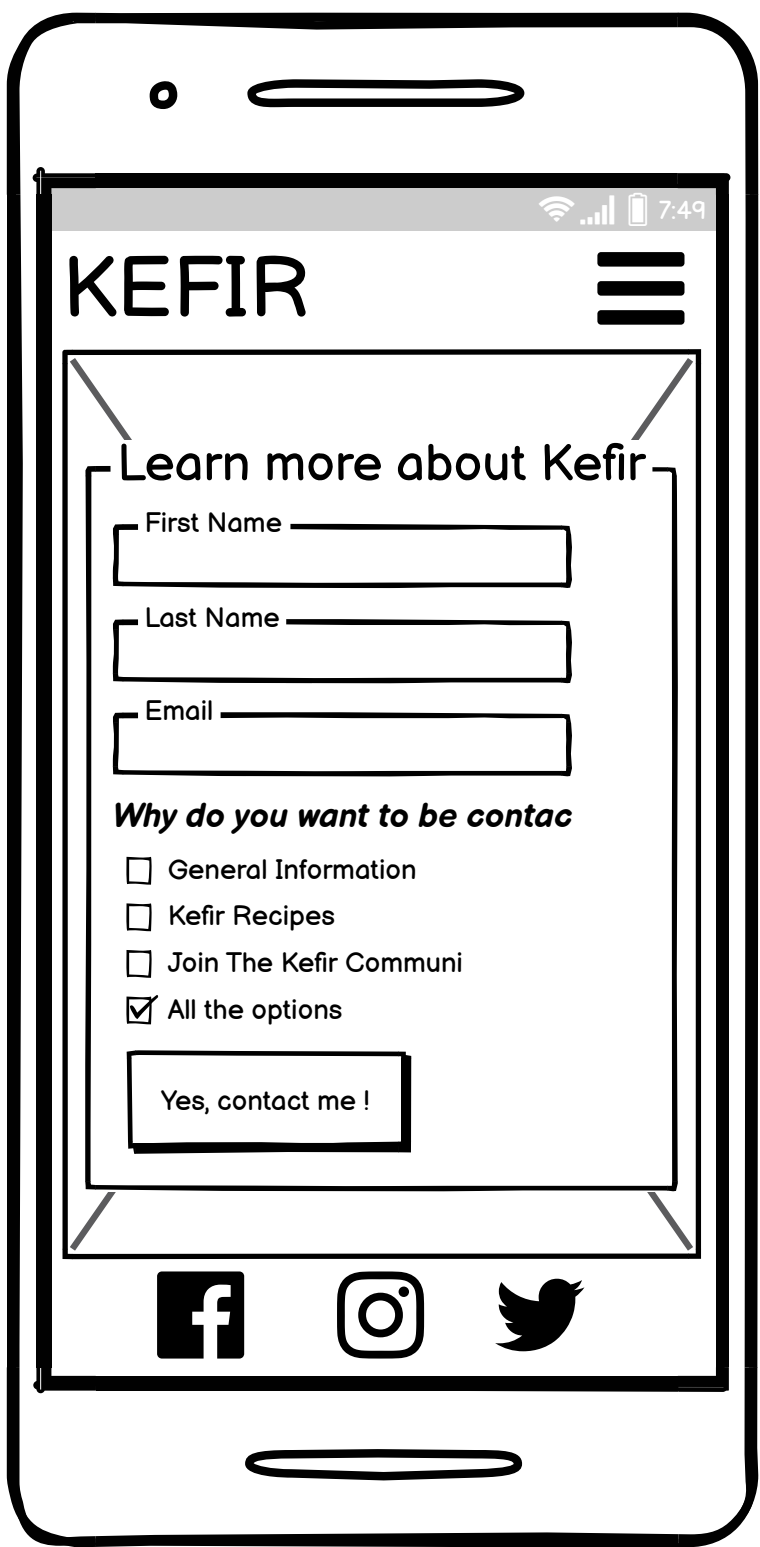 7:49
KEFIR
Learn more about Kefir
First Name
Last Name
Email
Why do you want to be contac
General Information
Kefir Recipes
Join The Kefir Communi
All the options
Yes, contact me !